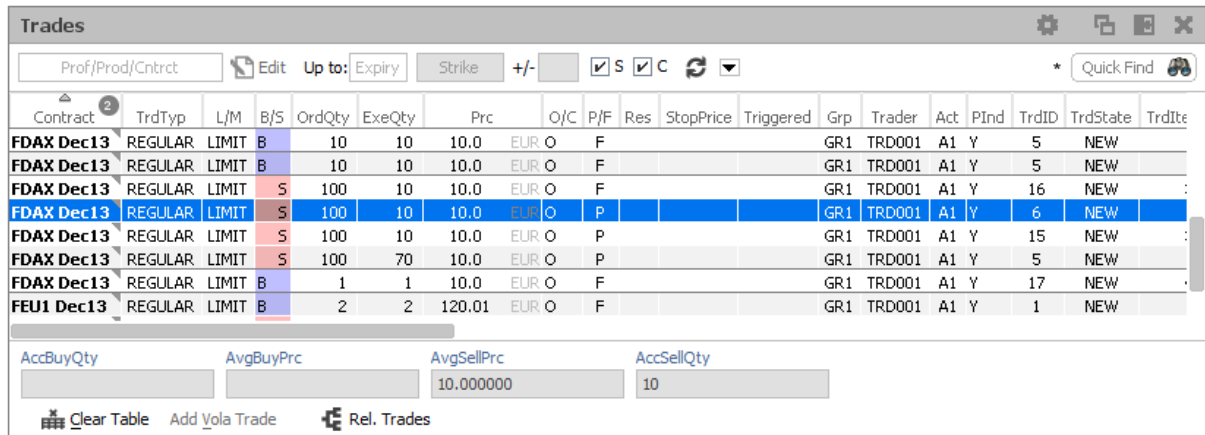 Trades
Prof/Prod/Cntrct Edit Up to: Expiry Strike +/- S C * Quick Find
Contract 2 TrdTyp L/M B/S OrdQty ExeQty Prc O/C P/F Res StopPrice Triggered Grp Trader Act PInd TrdID TrdState TrdIte
FDAX Dec13 REGULAR LIMIT B 10 10 10.0 EUR O F GR1 TRD001 A1 Y 5 NEW
FDAX Dec13 REGULAR LIMIT B 10 10 10.0 EUR O F GR1 TRD001 A1 Y 5 NEW
FDAX Dec13 REGULAR LIMIT S 100 10 10.0 EUR O F GR1 TRD001 A1 Y 16 NEW
FDAX Dec13 REGULAR LIMIT S 100 10 10.0 EUR O P GR1 TRD001 A1 Y 6 NEW
FDAX Dec13 REGULAR LIMIT S 100 10 10.0 EUR O P GR1 TRD001 A1 Y 15 NEW
FDAX Dec13 REGULAR LIMIT S 100 70 10.0 EUR O P GR1 TRD001 A1 Y 5 NEW
FDAX Dec13 REGULAR LIMIT B 1 1 10.0 EUR O F GR1 TRD001 A1 Y 17 NEW
FEU1 Dec13 REGULAR LIMIT B 2 2 120.01 EUR O F GR1 TRD001 A1 Y 1 NEW
AccBuyQty AvgBuyPrc AvgSellPrc AccSellQty
10.000000 10
Clear Table Add Vola Trade Rel. Trades